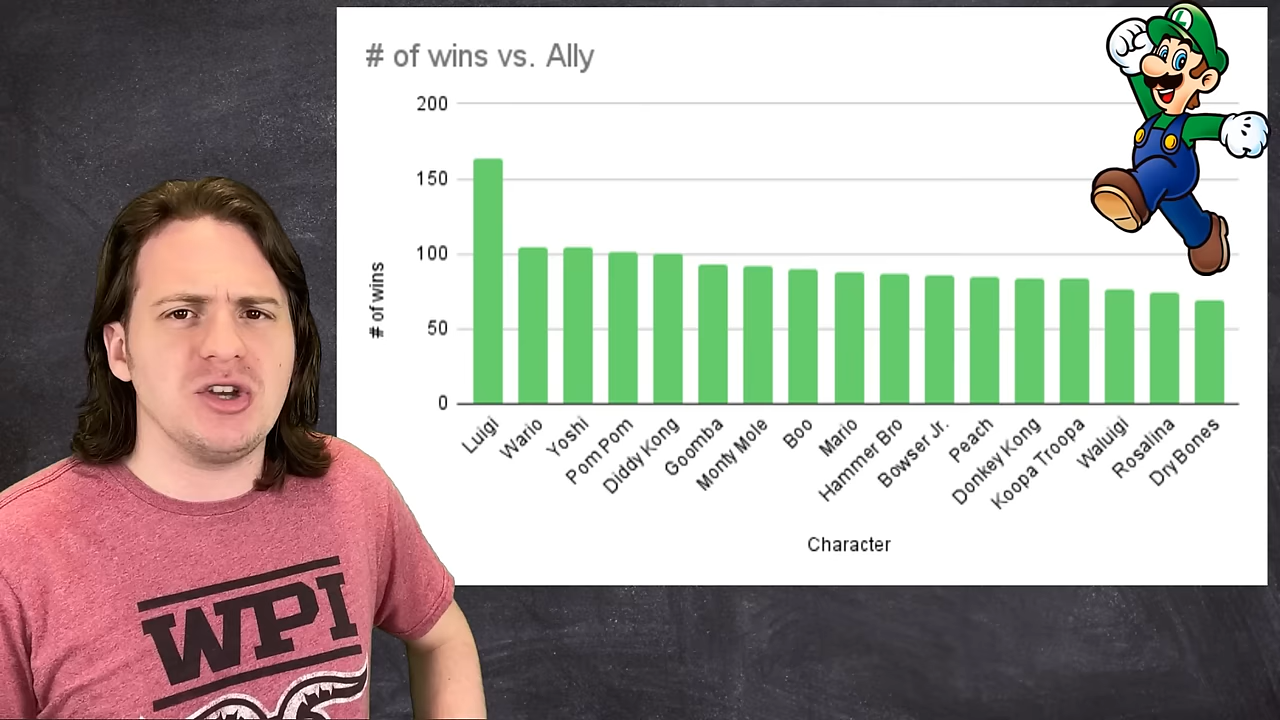 # of wins vs. Ally
200
150
100
50
0
# of wins
Luigi
Wario
Yoshi
Pom Pom
Diddy Kong
Goomba
Monty Mole
Boo
Mario
Hammer Bro
Bowser Jr.
Peach
Donkey Kong
Koopa Troopa
Waluigi
Rosalina
Dry Bones
Character
L
WPI